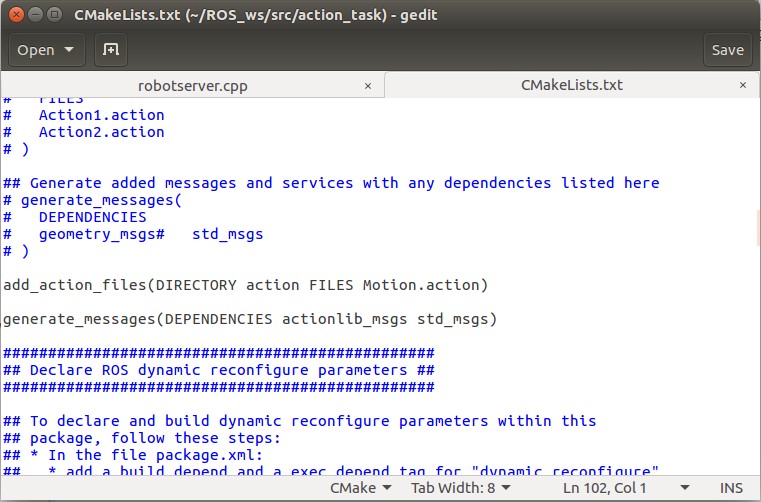 CMakeLists.txt (~/ROS_ws/src/action_task) - gedit
Open
Save
robotserver.cpp ×
CMakeLists.txt ×
#   FILES
#   Action1.action
#   Action2.action
# )
## Generate added messages and services with any dependencies listed here
# generate_messages(
#   DEPENDENCIES
#   geometry_msgs#   std_msgs
# )
add_action_files(DIRECTORY action FILES Motion.action)
generate_messages(DEPENDENCIES actionlib_msgs std_msgs)
################################################
## Declare ROS dynamic reconfigure parameters ##
################################################
## To declare and build dynamic reconfigure parameters within this
## package, follow these steps:
## * In the file package.xml:
##   * add a build_depend and a exec_depend tag for "dynamic_reconfigure"
CMake Tab Width: 8 Ln 102, Col 1 INS